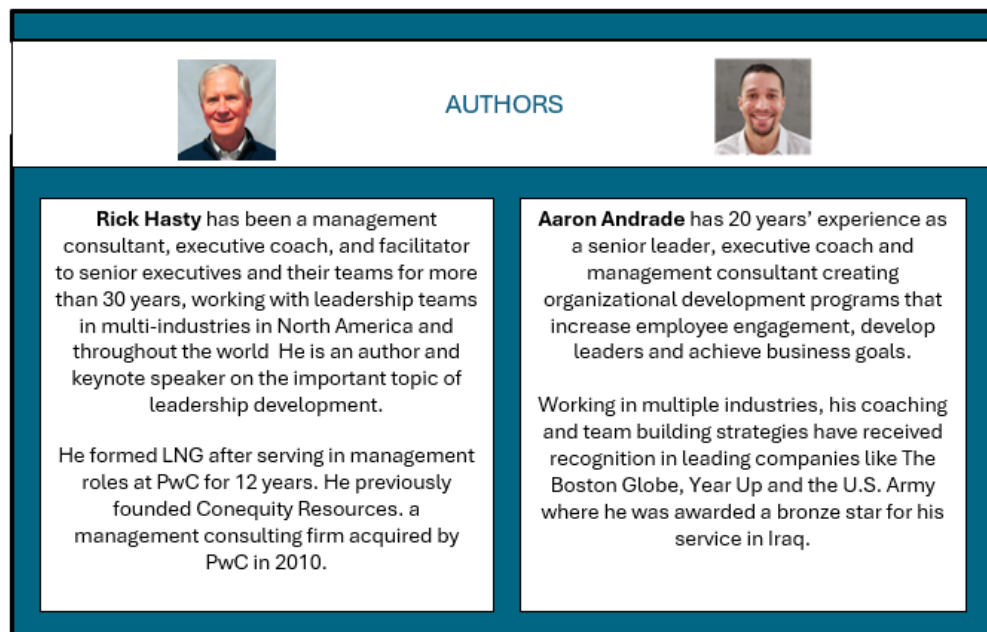 AUTHORS
Rick Hasty has been a management
consultant, executive coach, and facilitator
to senior executives and their teams for more
than 30 years, working with leadership teams
in multi-industries in North America and
throughout the world  He is an author and
keynote speaker on the important topic of
leadership development.
He formed LNG after serving in management
roles at PwC for 12 years. He previously
founded Conequity Resources. a
management consulting firm acquired by
PwC in 2010.
Aaron Andrade has 20 years’ experience as
a senior leader, executive coach and
management consultant creating
organizational development programs that
increase employee engagement, develop
leaders and achieve business goals.
Working in multiple industries, his coaching
and team building strategies have received
recognition in leading companies like The
Boston Globe, Year Up and the U.S. Army
where he was awarded a bronze star for his
service in Iraq.